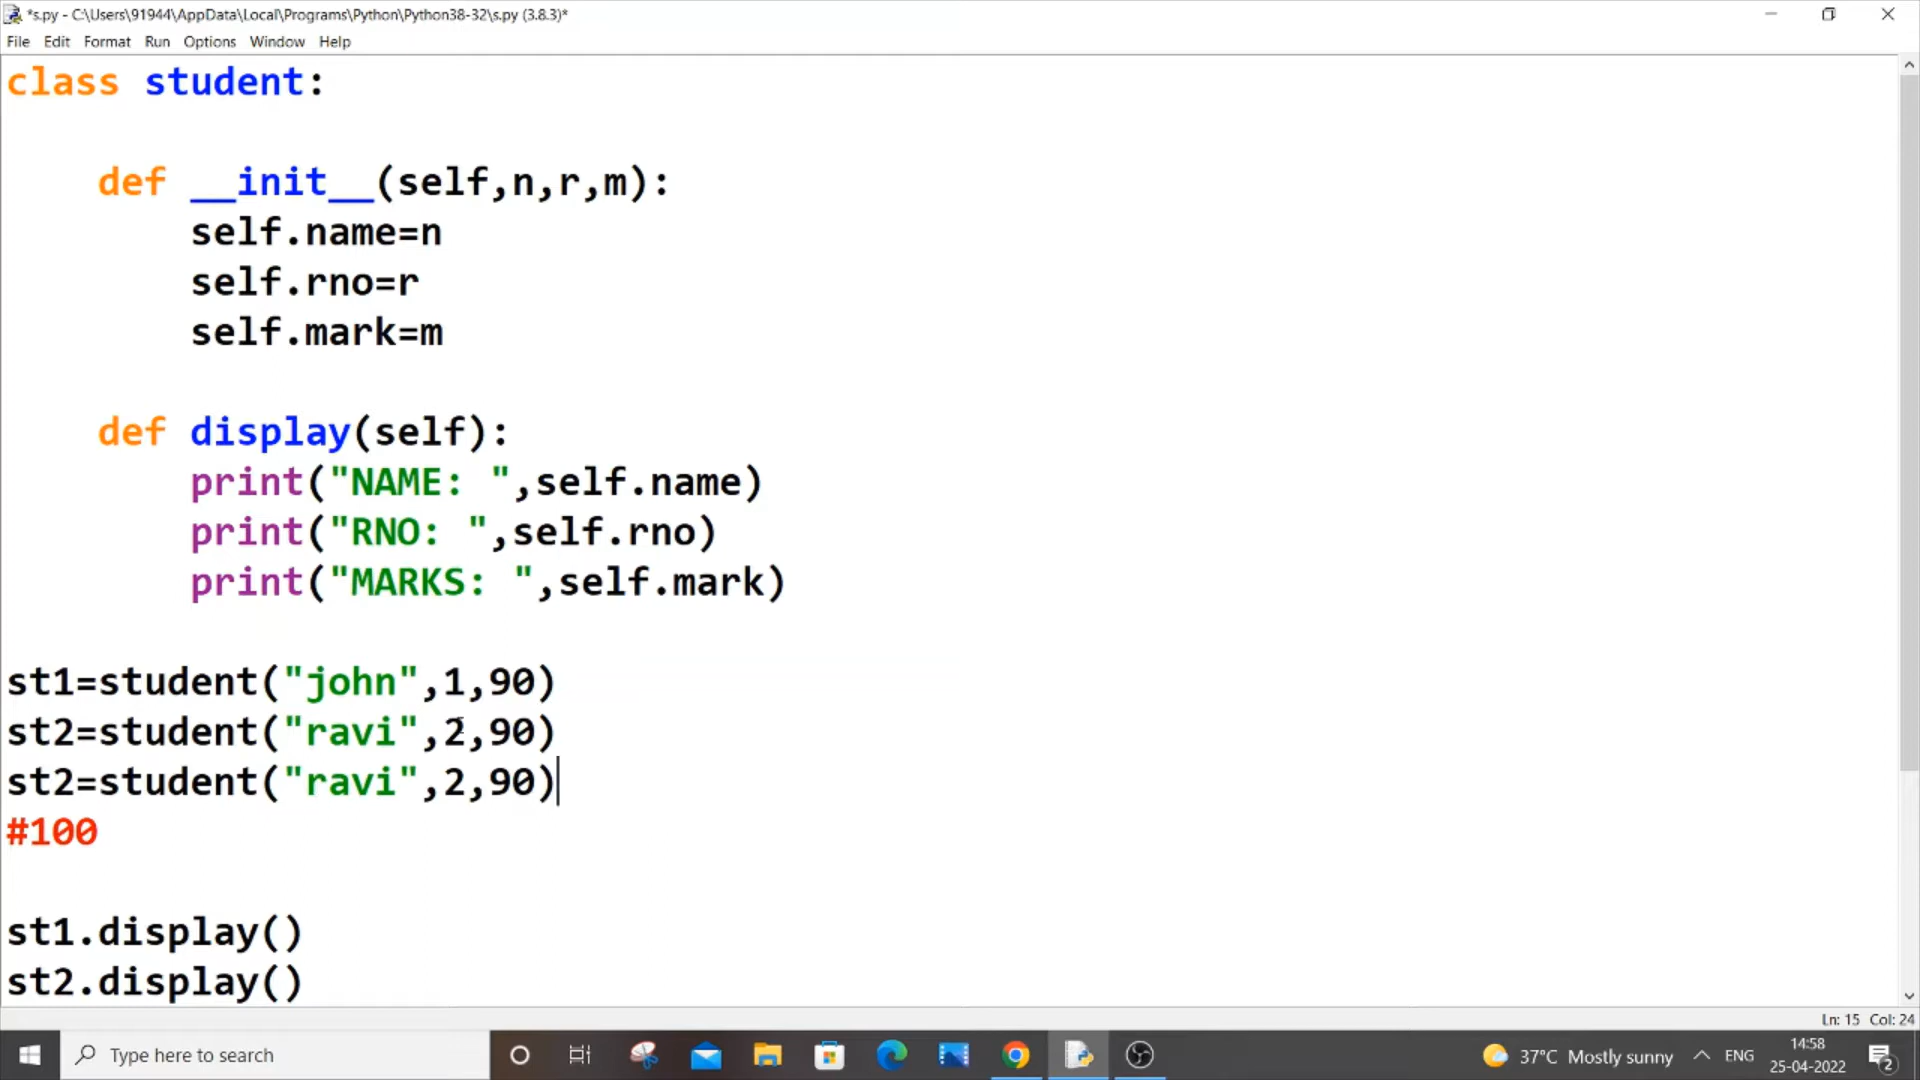 *s.py - C:\Users\91944\AppData\Local\Programs\Python\Python38-32\s.py (3.8.3)*
File Edit Format Run Options Window Help
class student:
    def __init__(self,n,r,m):
        self.name=n
        self.rno=r
        self.mark=m
    def display(self):
        print("NAME: ",self.name)
        print("RNO: ",self.rno)
        print("MARKS: ",self.mark)
st1=student("john",1,90)
st2=student("ravi",2,90)
st2=student("ravi",2,90)
#100
st1.display()
st2.display()
Ln: 15 Col: 24
Type here to search
37°C Mostly sunny
ENG
14:58
25-04-2022
2